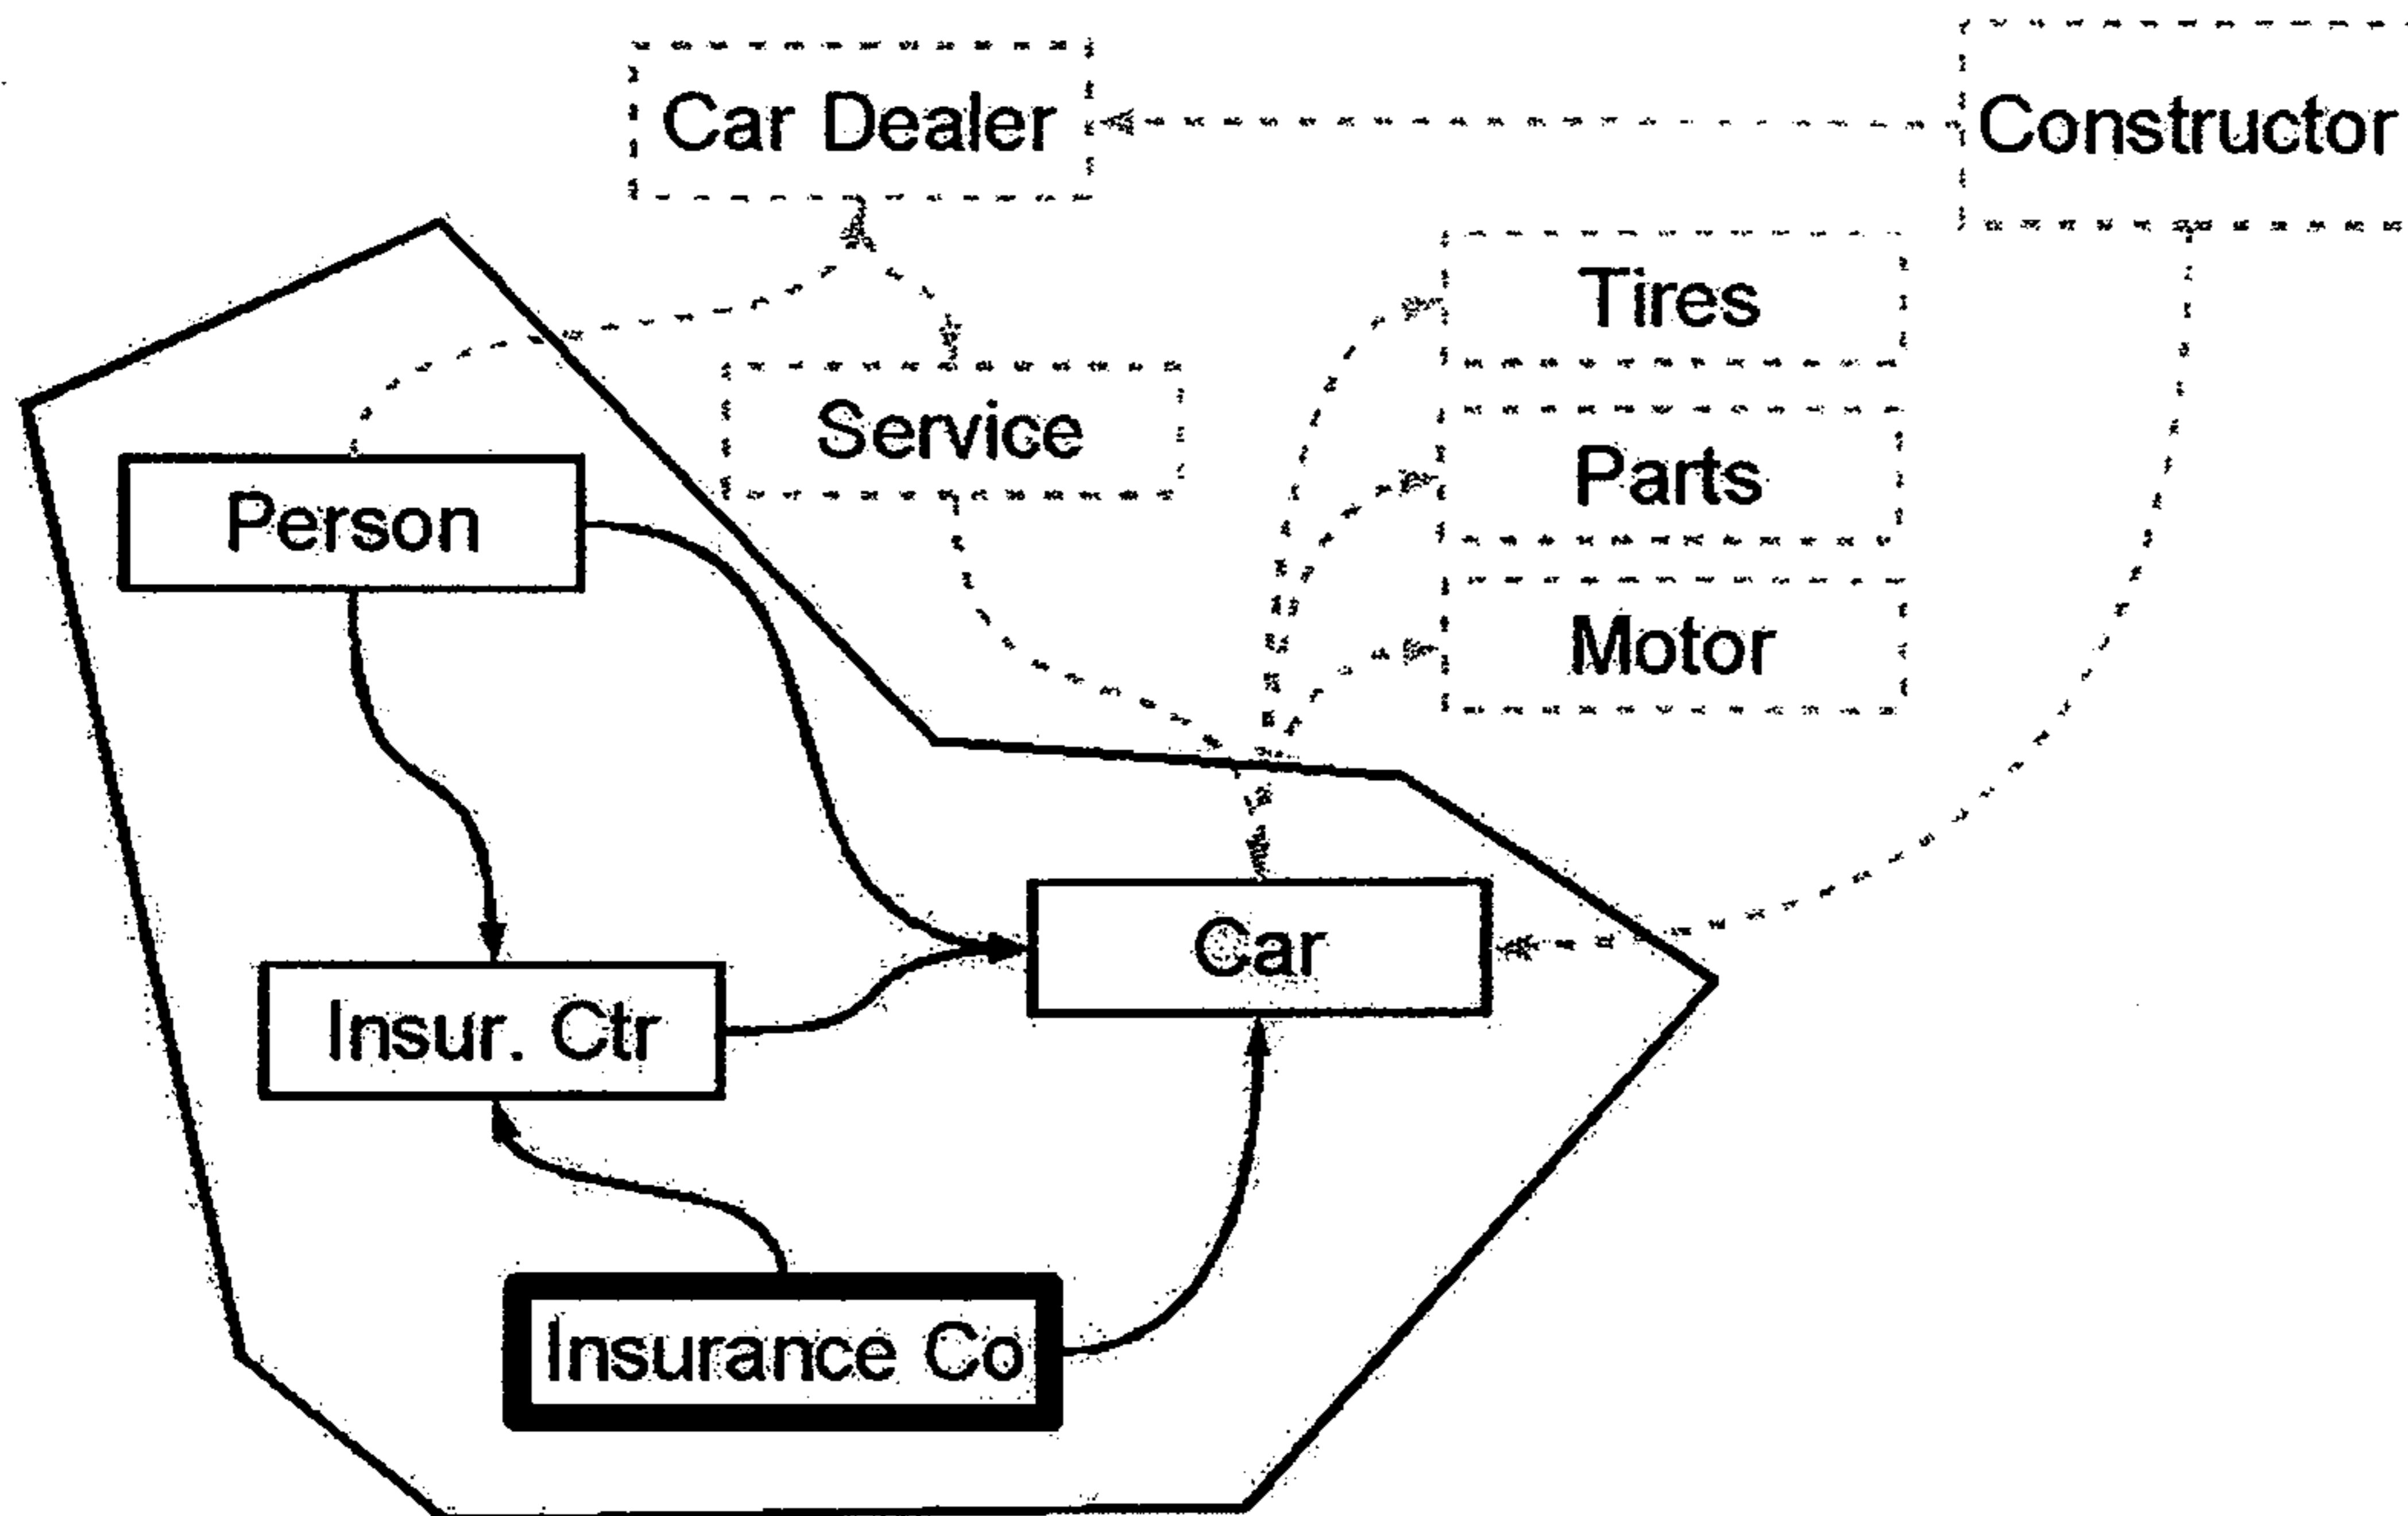 Car Dealer
Constructor
Tires
Service
Parts
Person
Motor
Car
Insur. Ctr
Insurance Co